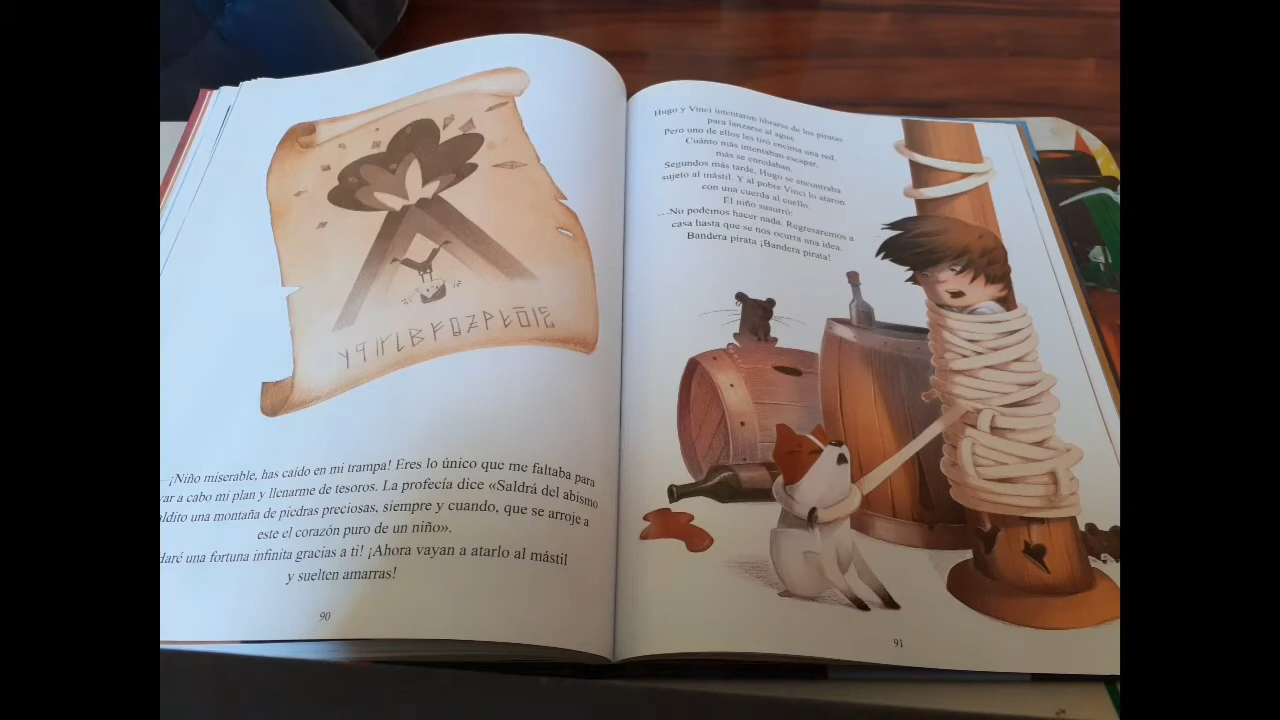 — ¡Niño miserable, has caído en mi trampa! Eres lo único que me faltaba para
var a cabo mi plan y llenarme de tesoros. La profecía dice «Saldrá del abismo
aldito una montaña de piedras preciosas, siempre y cuando, que se arroje a
este el corazón puro de un niño».
daré una fortuna infinita gracias a ti! ¡Ahora vayan a atarlo al mástil
y suelten amarras!
90
Hugo y Vinci intentaron librarse de los piratas
para lanzarse al agua.
Pero uno de ellos les tiró encima una red.
Cuánto más intentaban escapar,
más se enredaban.
Segundos más tarde, Hugo se encontraba
sujeto al mástil. Y al pobre Vinci lo ataron
con una cuerda al cuello.
El niño susurró:
—No podemos hacer nada. Regresaremos a
casa hasta que se nos ocurra una idea.
Bandera pirata ¡Bandera pirata!
91